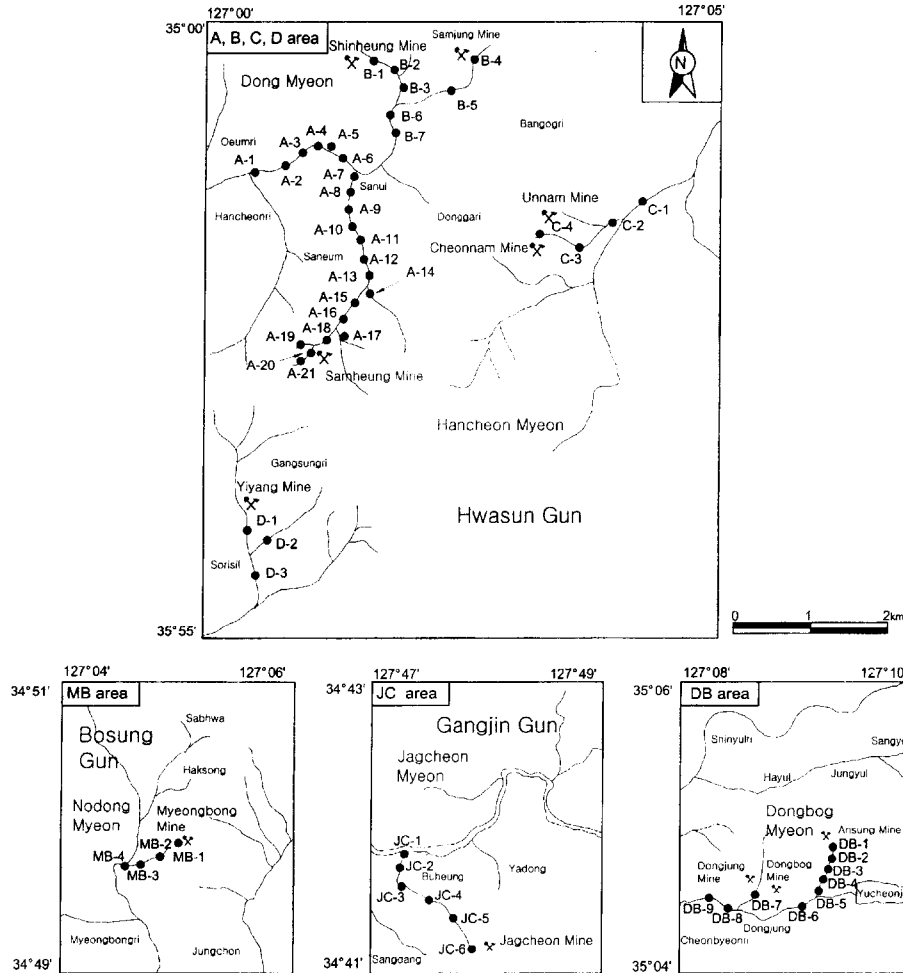 127°00'
127°05'
35°00'
A, B, C, D area
Shinheung Mine
Samjung Mine
B-1
B-2
B-4
N
Dong Myeon
B-3
B-5
B-6
Bangogri
B-7
Oeumri
A-4
A-5
A-3
A-1
A-6
A-2
A-7
Sanui
A-8
Unnam Mine
C-1
Hancheonri
A-9
Donggari
C-4
C-2
A-10
A-11
Cheonnam Mine
C-3
Saneum
A-12
A-13
A-14
A-15
A-16
A-18
A-17
A-19
A-20
A-21
Samheung Mine
Hancheon Myeon
Gangsungri
Yiyang Mine
Hwasun Gun
D-1
D-2
Sorisil
D-3
35°55'
0 1 2km
127°04'
127°06'
34°51'
MB area
Sabhwa
Bosung
Gun
Haksong
Nodong
Myeon
Myeongbong
Mine
MB-2
MB-4
MB-1
MB-3
Myeongbongri
Jungchon
34°49'
127°47'
127°49'
34°43'
JC area
Gangjin Gun
Jagcheon
Myeon
JC-1
JC-2
Yadong
Buheung
JC-3
JC-4
JC-5
Sangdang
JC-6
Jagcheon Mine
34°41'
127°08'
127°10'
35°06'
DB area
Shinyulri
Sangyu
Hayul
Jungyul
Dongbog
Myeon
Ansung Mine
DB-1
DB-2
Dongjung
Mine
Dongbog
Mine
DB-3
DB-4
Yucheonj
DB-7
DB-5
DB-9
DB-8
DB-6
Dongjung
Cheonbyeonri
35°04'